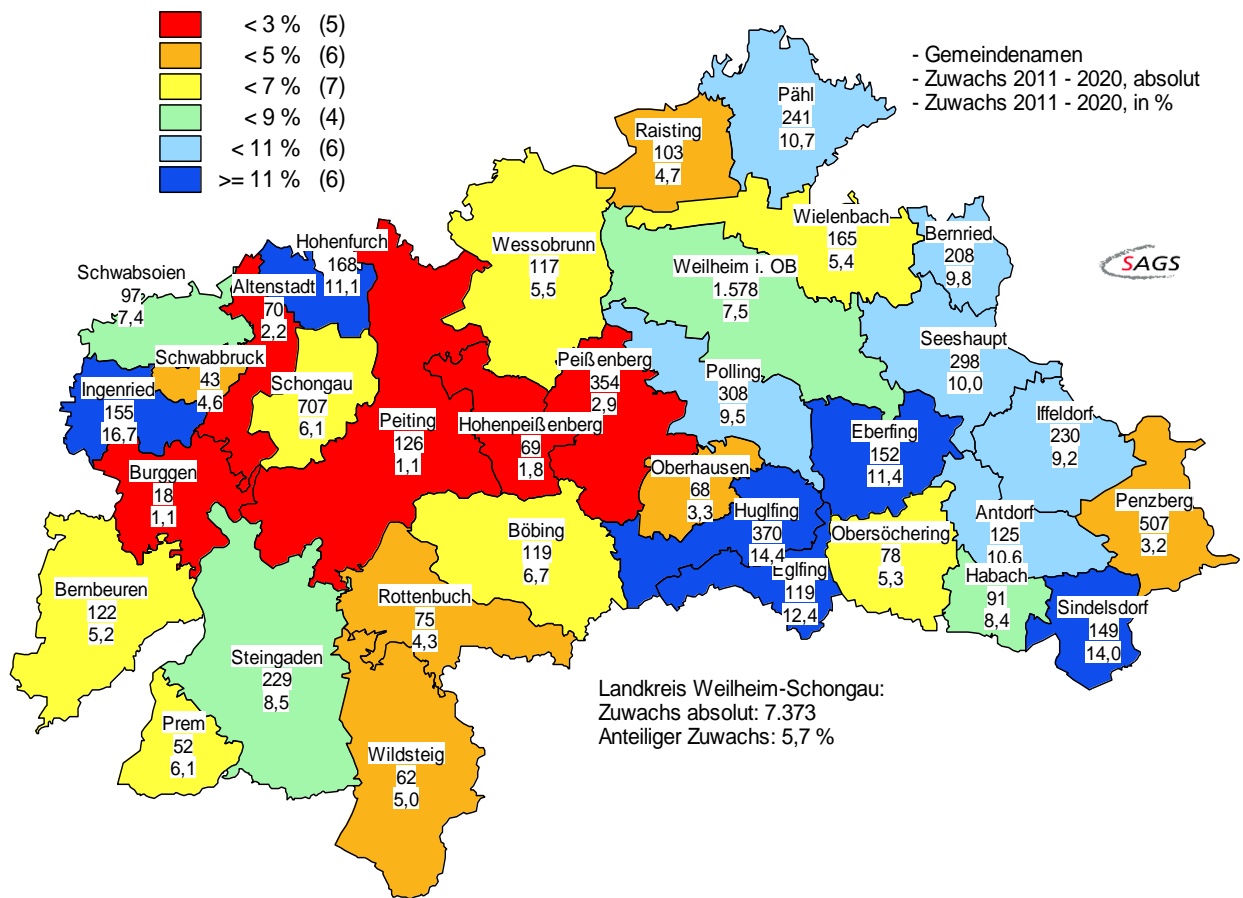 < 3 % (5)
< 5 % (6)
< 7 % (7)
< 9 % (4)
< 11 % (6)
>= 11 % (6)
- Gemeindenamen
- Zuwachs 2011 - 2020, absolut
- Zuwachs 2011 - 2020, in %
Pähl
241
10,7
Raisting
103
4,7
Wielenbach
165
5,4
Bernried
208
9,8
SAGS
Hohenfurch
168
11,1
Wessobrunn
117
5,5
Weilheim i. OB
1.578
7,5
Schwabsoien
97
7,4
Altenstadt
70
2,2
Seeshaupt
298
10,0
Schwabbruck
43
4,6
Peißenberg
354
2,9
Polling
308
9,5
Ingenried
155
16,7
Schongau
707
6,1
Peiting
126
1,1
Hohenpeißenberg
69
1,8
Iffeldorf
230
9,2
Eberfing
152
11,4
Burggen
18
1,1
Oberhausen
68
3,3
Penzberg
507
3,2
Huglfing
370
14,4
Antdorf
125
10,6
Böbing
119
6,7
Obersöchering
78
5,3
Eglfing
119
12,4
Habach
91
8,4
Bernbeuren
122
5,2
Rottenbuch
75
4,3
Sindelsdorf
149
14,0
Steingaden
229
8,5
Landkreis Weilheim-Schongau:
Zuwachs absolut: 7.373
Anteiliger Zuwachs: 5,7 %
Prem
52
6,1
Wildsteig
62
5,0